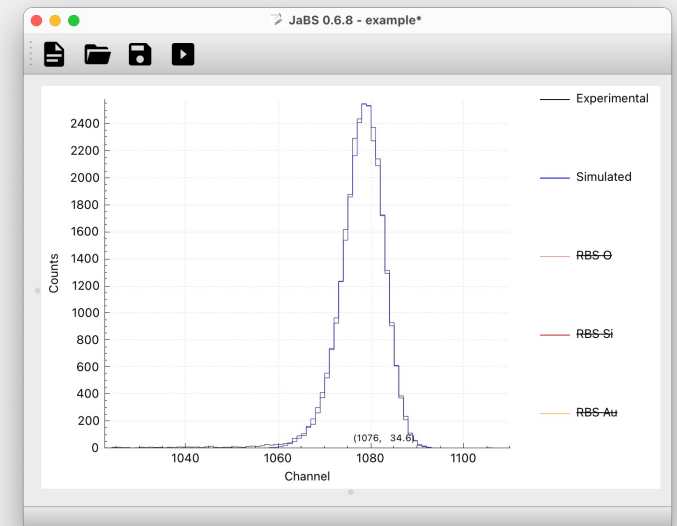 JaBS 0.6.8 - example*
Counts
2400
2200
2000
1800
1600
1400
1200
1000
800
600
400
200
0
1040
1060
1080
1100
Channel
(1076, 34.6)
Experimental
Simulated
RBS O
RBS Si
RBS Au